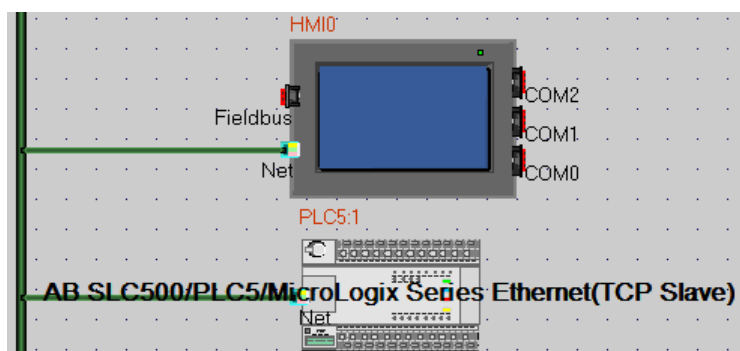 HMI0
COM2
Fieldbus
COM1
Net
COM0
PLC5:1
AB SLC500/PLC5/MicroLogix Series Ethernet(TCP Slave)
Net